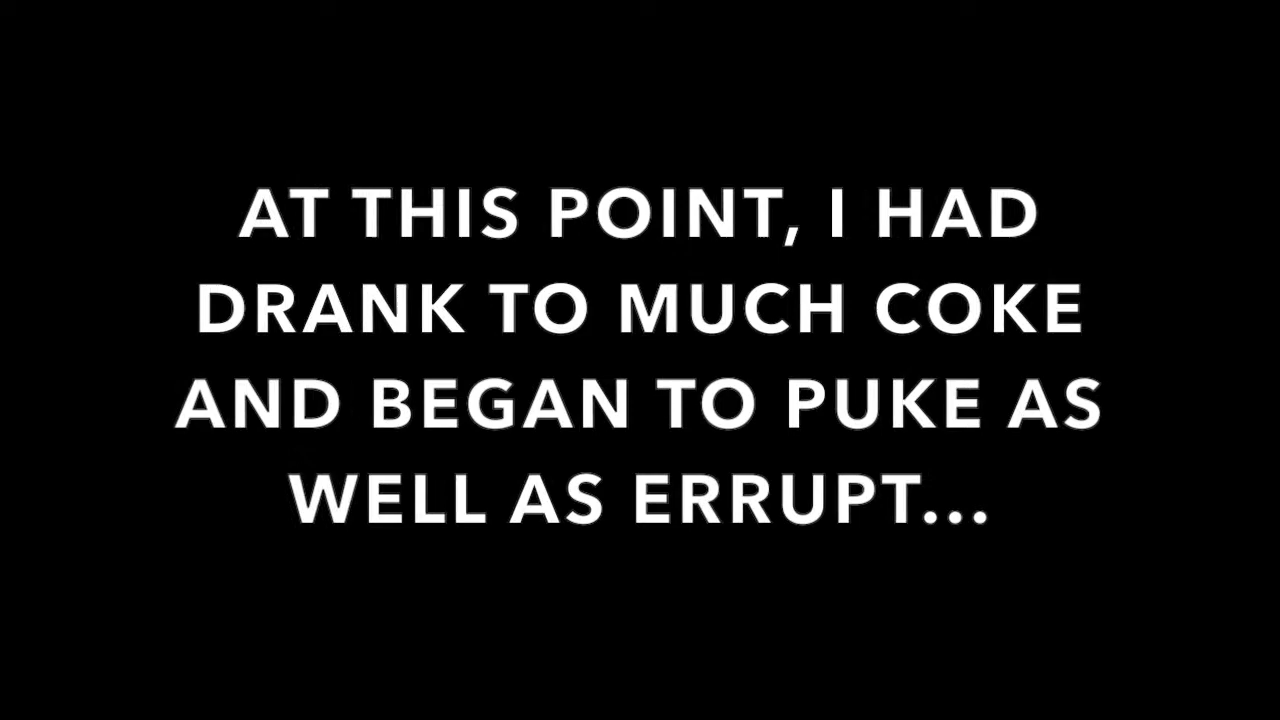 AT THIS POINT, I HAD
DRANK TO MUCH COKE
AND BEGAN TO PUKE AS
WELL AS ERRUPT...